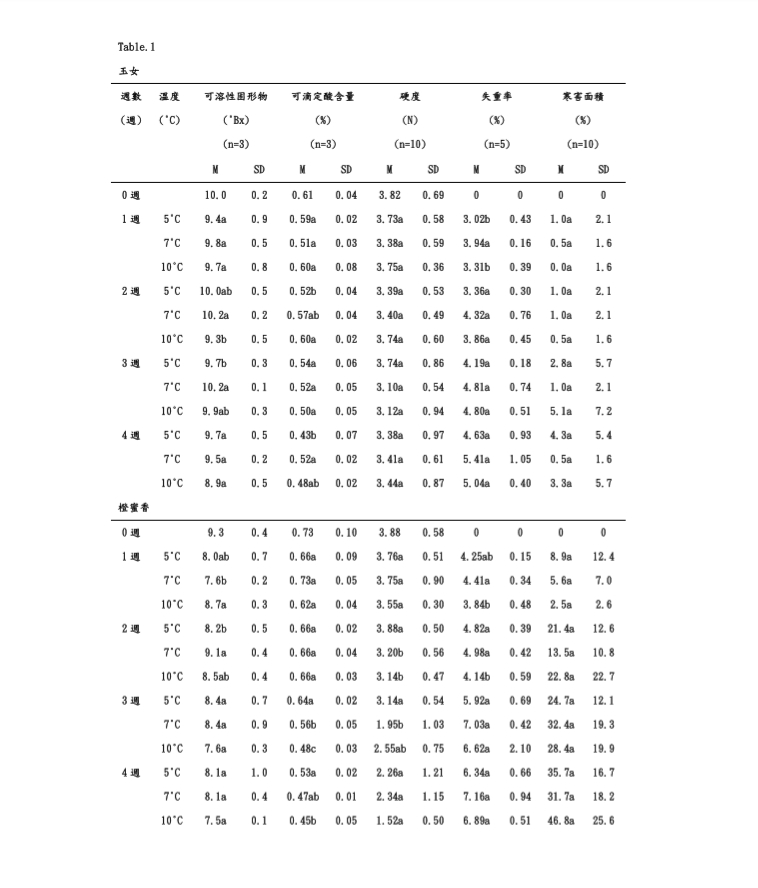 Table.1
玉女
週數 溫度 可溶性固形物 可滴定酸含量 硬度 失重率 寒害面積
(週) (˚C) (˚Bx) (%) (N) (%) (%)
(n=3) (n=3) (n=10) (n=5) (n=10)
M SD M SD M SD M SD M SD
0週 10.0 0.2 0.61 0.04 3.82 0.69 0 0 0 0
1週 5˚C 9.4a 0.9 0.59a 0.02 3.73a 0.58 3.02b 0.43 1.0a 2.1
7˚C 9.8a 0.5 0.51a 0.03 3.38a 0.59 3.94a 0.16 0.5a 1.6
10˚C 9.7a 0.8 0.60a 0.08 3.75a 0.36 3.31b 0.39 0.0a 1.6
2週 5˚C 10.0ab 0.5 0.52b 0.04 3.39a 0.53 3.36a 0.30 1.0a 2.1
7˚C 10.2a 0.2 0.57ab 0.04 3.40a 0.49 4.32a 0.76 1.0a 2.1
10˚C 9.3b 0.5 0.60a 0.02 3.74a 0.60 3.86a 0.45 0.5a 1.6
3週 5˚C 9.7b 0.3 0.54a 0.06 3.74a 0.86 4.19a 0.18 2.8a 5.7
7˚C 10.2a 0.1 0.52a 0.05 3.10a 0.54 4.81a 0.74 1.0a 2.1
10˚C 9.9ab 0.3 0.50a 0.05 3.12a 0.94 4.80a 0.51 5.1a 7.2
4週 5˚C 9.7a 0.5 0.43b 0.07 3.38a 0.97 4.63a 0.93 4.3a 5.4
7˚C 9.5a 0.2 0.52a 0.02 3.41a 0.61 5.41a 1.05 0.5a 1.6
10˚C 8.9a 0.5 0.48ab 0.02 3.44a 0.87 5.04a 0.40 3.3a 5.7
橙蜜香
0週 9.3 0.4 0.73 0.10 3.88 0.58 0 0 0 0
1週 5˚C 8.0ab 0.7 0.66a 0.09 3.76a 0.51 4.25ab 0.15 8.9a 12.4
7˚C 7.6b 0.2 0.73a 0.05 3.75a 0.90 4.41a 0.34 5.6a 7.0
10˚C 8.7a 0.3 0.62a 0.04 3.55a 0.30 3.84b 0.48 2.5a 2.6
2週 5˚C 8.2b 0.5 0.66a 0.02 3.88a 0.50 4.82a 0.39 21.4a 12.6
7˚C 9.1a 0.4 0.66a 0.04 3.20b 0.56 4.98a 0.42 13.5a 10.8
10˚C 8.5ab 0.4 0.66a 0.03 3.14b 0.47 4.14b 0.59 22.8a 22.7
3週 5˚C 8.4a 0.7 0.64a 0.02 3.14a 0.54 5.92a 0.69 24.7a 12.1
7˚C 8.4a 0.9 0.56b 0.05 1.95b 1.03 7.03a 0.42 32.4a 19.3
10˚C 7.6a 0.3 0.48c 0.03 2.55ab 0.75 6.62a 2.10 28.4a 19.9
4週 5˚C 8.1a 1.0 0.53a 0.02 2.26a 1.21 6.34a 0.66 35.7a 16.7
7˚C 8.1a 0.4 0.47ab 0.01 2.34a 1.15 7.16a 0.94 31.7a 18.2
10˚C 7.5a 0.1 0.45b 0.05 1.52a 0.50 6.89a 0.51 46.8a 25.6